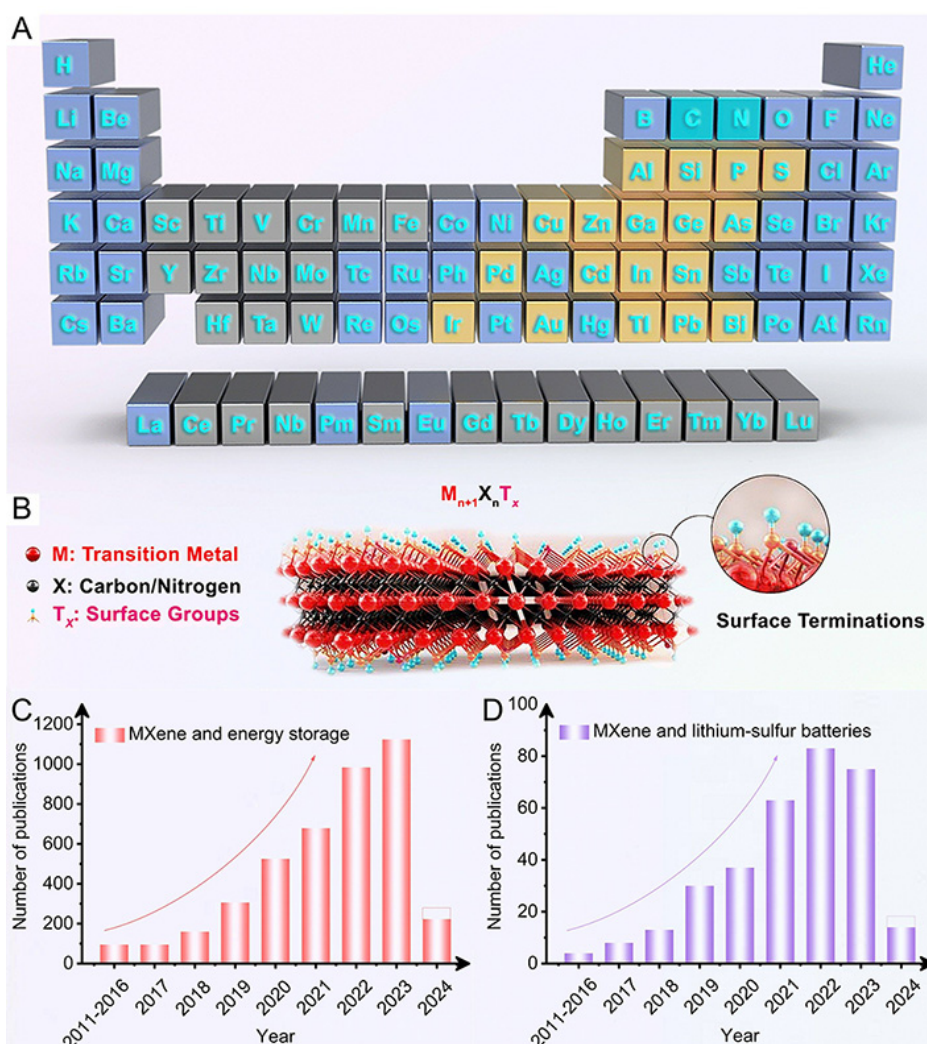 A
H He
Li Be B C N O F Ne
Na Mg Al Si P S Cl Ar
K Ca Sc Ti V Cr Mn Fe Co Ni Cu Zn Ga Ge As Se Br Kr
Rb Sr Y Zr Nb Mo Tc Ru Ph Pd Ag Cd In Sn Sb Te I Xe
Cs Ba Hf Ta W Re Os Ir Pt Au Hg Tl Pb Bi Po At Rn
La Ce Pr Nb Pm Sm Eu Gd Tb Dy Ho Er Tm Yb Lu
B
Mn+1XnTx
M: Transition Metal
X: Carbon/Nitrogen
Tx: Surface Groups
Surface Terminations
C
MXene and energy storage
Number of publications
1200
1000
800
600
400
200
0
2011-2016 2017 2018 2019 2020 2021 2022 2023 2024
Year
D
MXene and lithium-sulfur batteries
Number of publications
100
80
60
40
20
0
2011-2016 2017 2018 2019 2020 2021 2022 2023 2024
Year